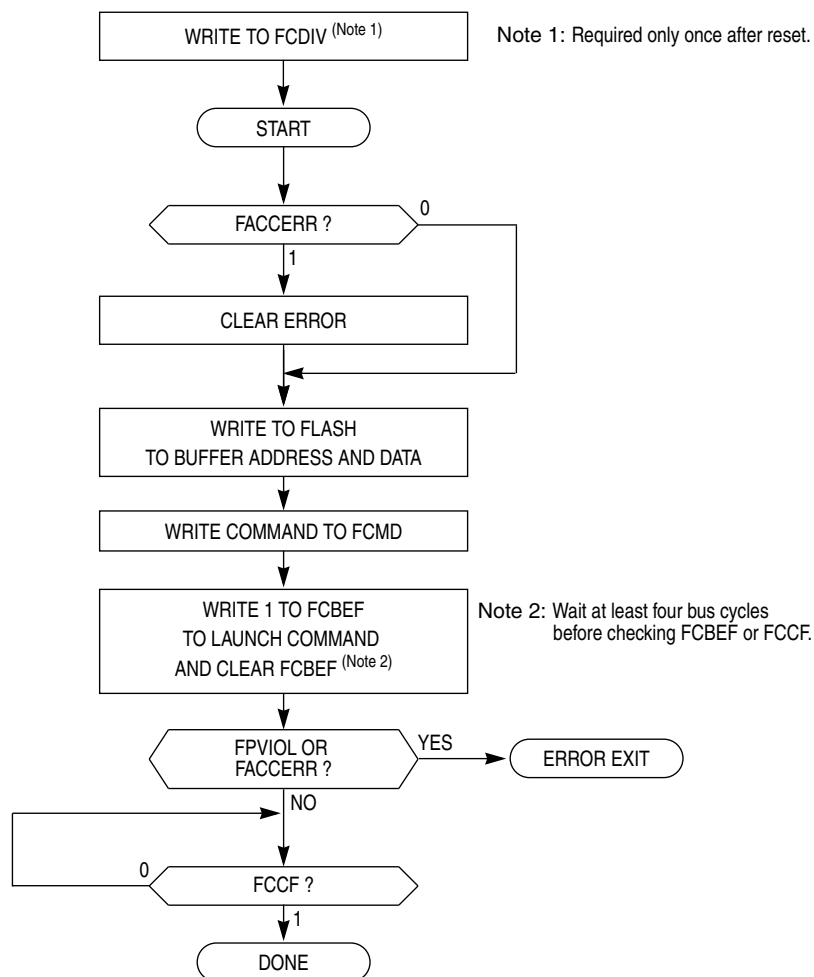 WRITE TO FCDIV (Note 1)
Note 1: Required only once after reset.
START
FACCERR ?
0
1
CLEAR ERROR
WRITE TO FLASH
TO BUFFER ADDRESS AND DATA
WRITE COMMAND TO FCMD
WRITE 1 TO FCBEF
TO LAUNCH COMMAND
AND CLEAR FCBEF (Note 2)
Note 2: Wait at least four bus cycles
before checking FCBEF or FCCF.
FPVIOL OR
FACCERR ?
YES
ERROR EXIT
NO
0
FCCF ?
1
DONE